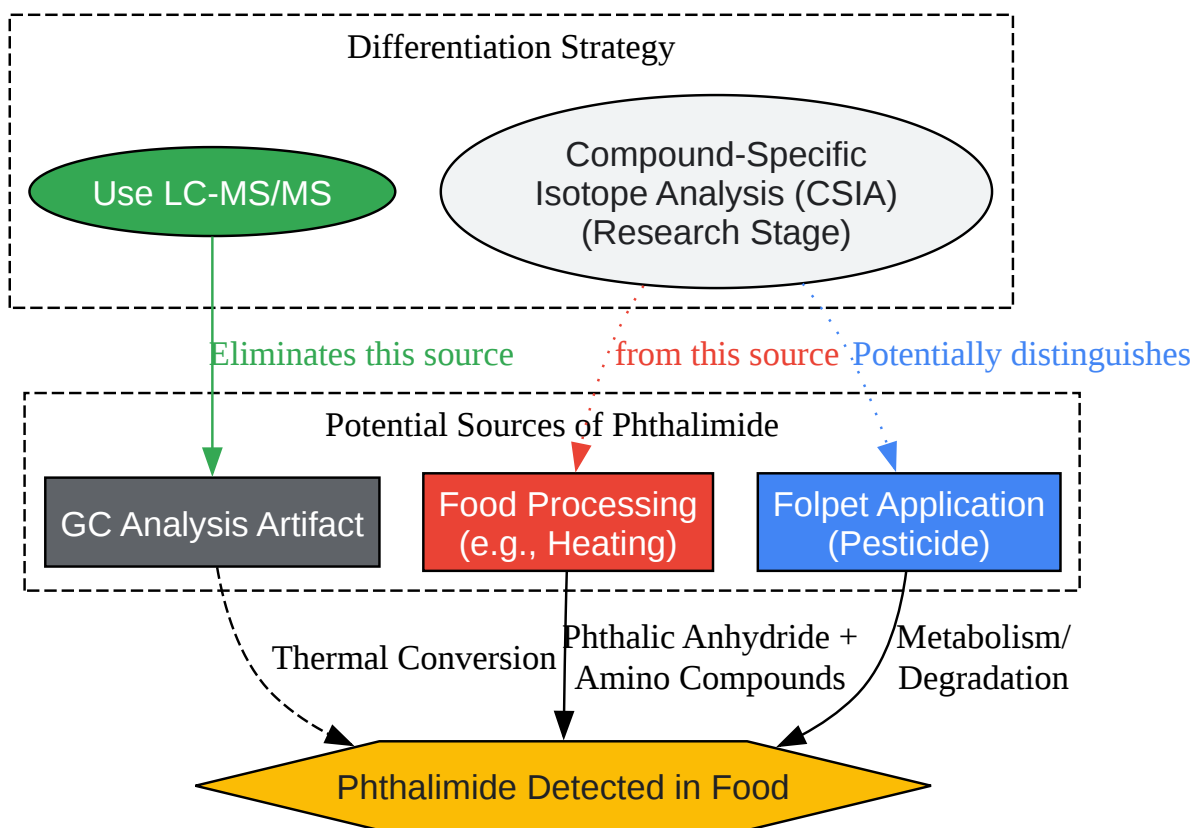 Differentiation Strategy
Use LC-MS/MS
Compound-Specific
Isotope Analysis (CSIA)
(Research Stage)
Eliminates this source
from this source
Potentially distinguishes
Potential Sources of Phthalimide
GC Analysis Artifact
Food Processing
(e.g., Heating)
Folpet Application
(Pesticide)
Thermal Conversion
Phthalic Anhydride +
Amino Compounds
Metabolism/
Degradation
Phthalimide Detected in Food